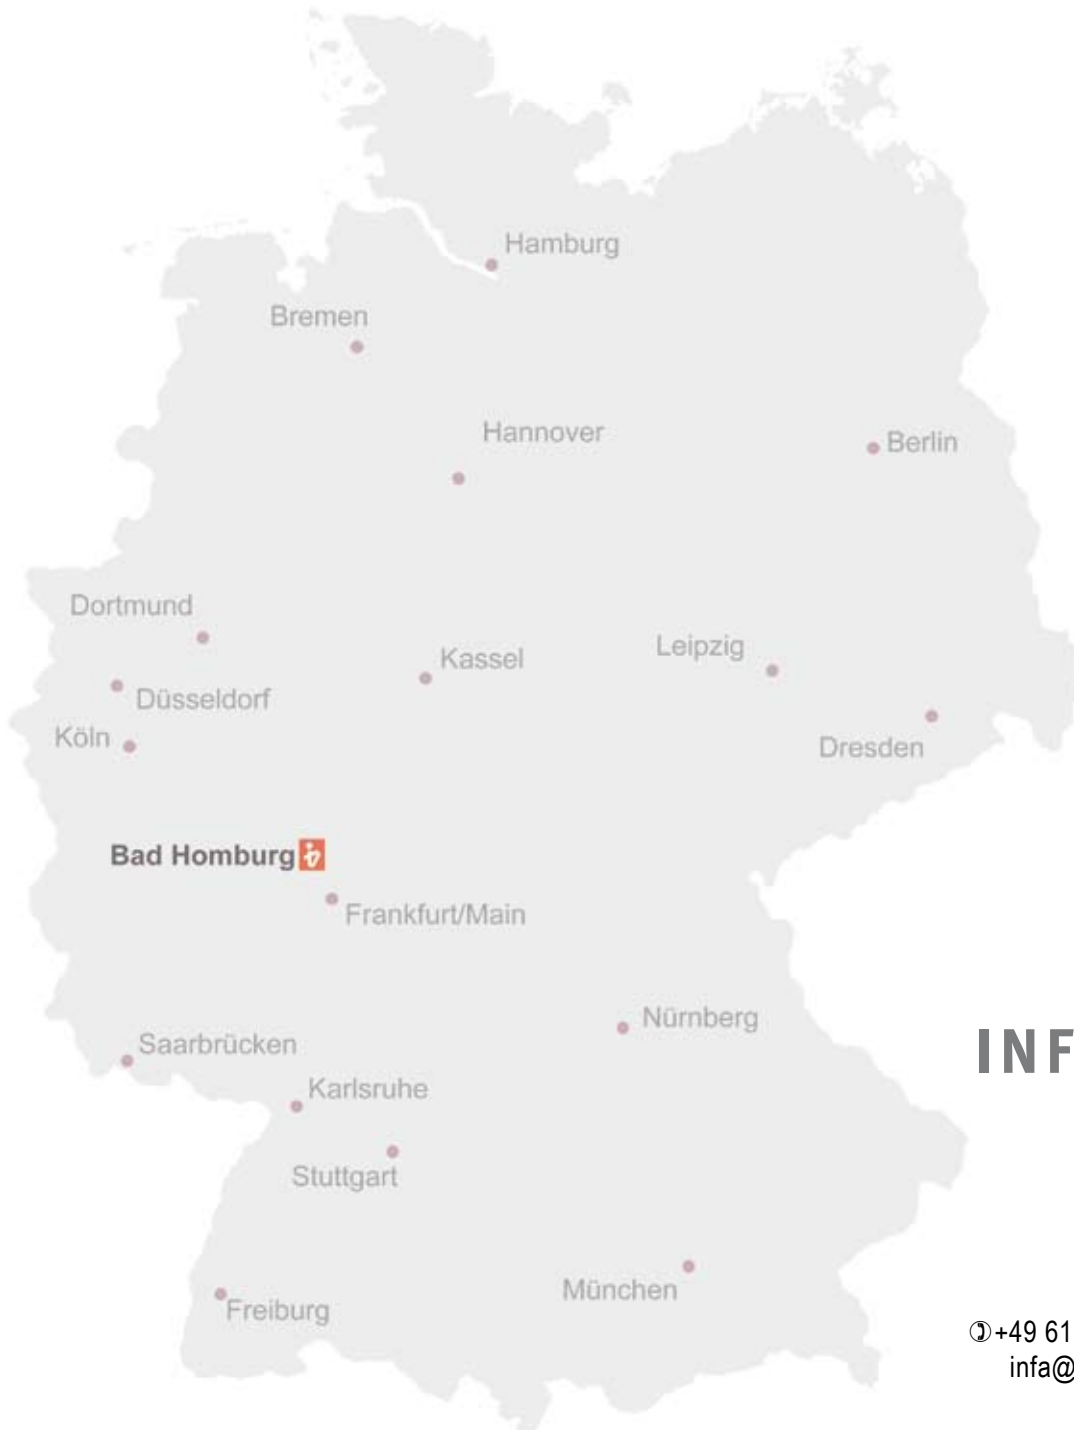 Hamburg
Bremen
Hannover
Berlin
Dortmund
Kassel
Leipzig
Düsseldorf
Köln
Dresden
Bad Homburg
Frankfurt/Main
Nürnberg
INF
Saarbrücken
Karlsruhe
Stuttgart
München
Freiburg
✆+49 61
infa@